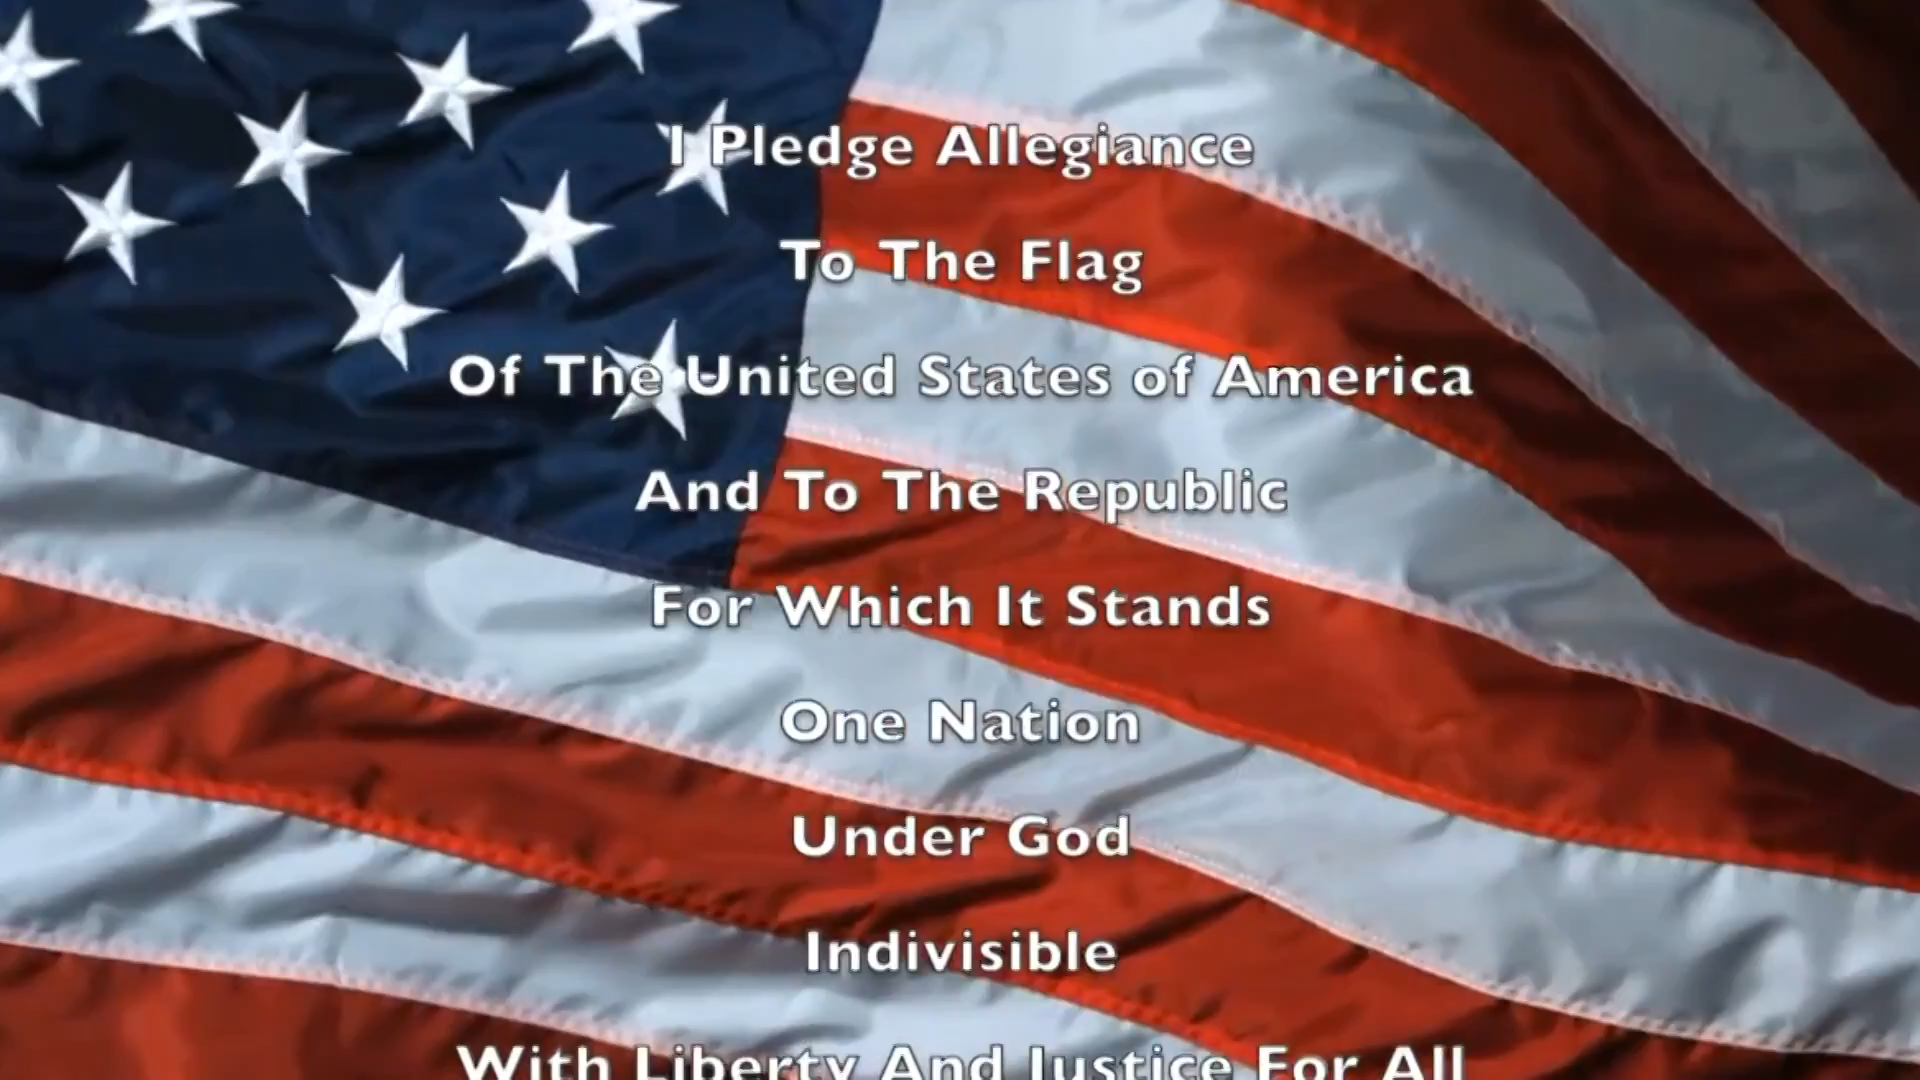 I Pledge Allegiance
To The Flag
Of The United States of America
And To The Republic
For Which It Stands
One Nation
Under God
Indivisible
With Liberty And Justice For All